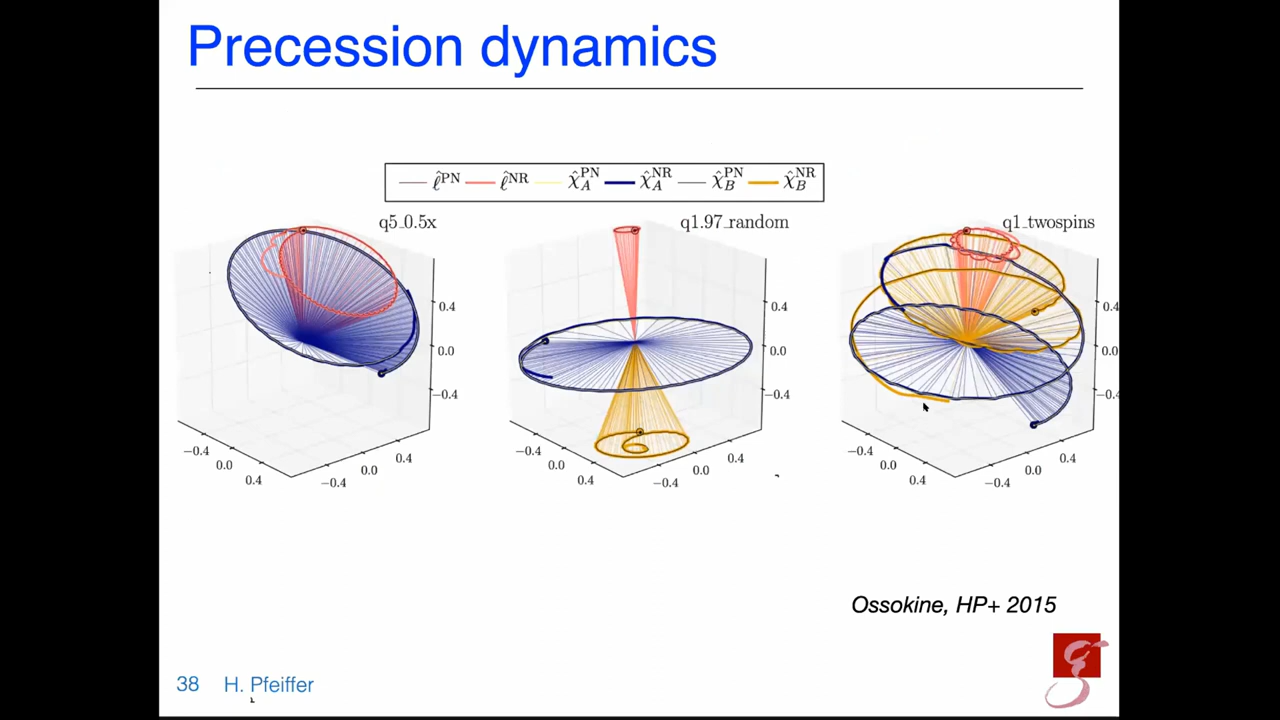 Precession dynamics
ℓ̂^PN ℓ̂^NR χ̂_A^PN χ̂_A^NR χ̂_B^PN χ̂_B^NR
q5_0.5x q1.97_random q1_twospins
0.4 0.4 0.4
0.0 0.0 0.0
−0.4 −0.4 −0.4
−0.4 0.0 0.4 −0.4 0.0 0.4
−0.4 0.0 0.4 −0.4 0.0 0.4
−0.4 0.0 0.4 −0.4 0.0 0.4
Ossokine, HP+ 2015
38 H. Pfeiffer